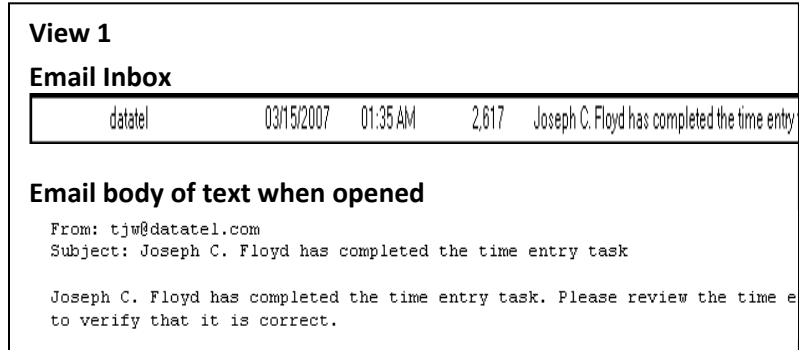 View 1
Email Inbox
datatel 03/15/2007 01:35 AM 2,617 Joseph C. Floyd has completed the time entry
Email body of text when opened
From: tjw@datatel.com
Subject: Joseph C. Floyd has completed the time entry task
Joseph C. Floyd has completed the time entry task. Please review the time e
to verify that it is correct.